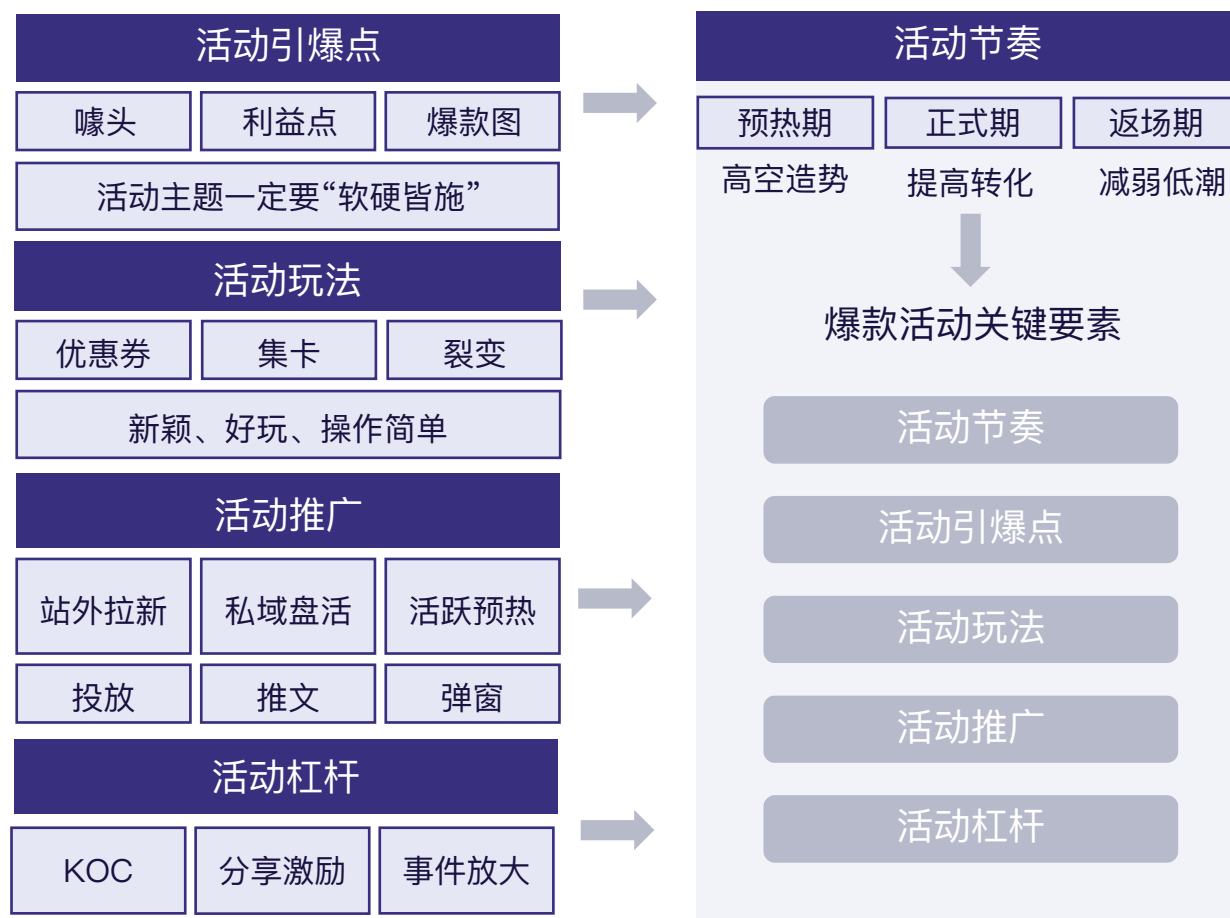 活动引爆点
噱头 利益点 爆款图
活动主题一定要“软硬皆施”
活动玩法
优惠券 集卡 裂变
新颖、好玩、操作简单
活动推广
站外拉新 私域盘活 活跃预热
投放 推文 弹窗
活动杠杆
KOC 分享激励 事件放大
活动节奏
预热期 正式期 返场期
高空造势 提高转化 减弱低潮
爆款活动关键要素
活动节奏
活动引爆点
活动玩法
活动推广
活动杠杆